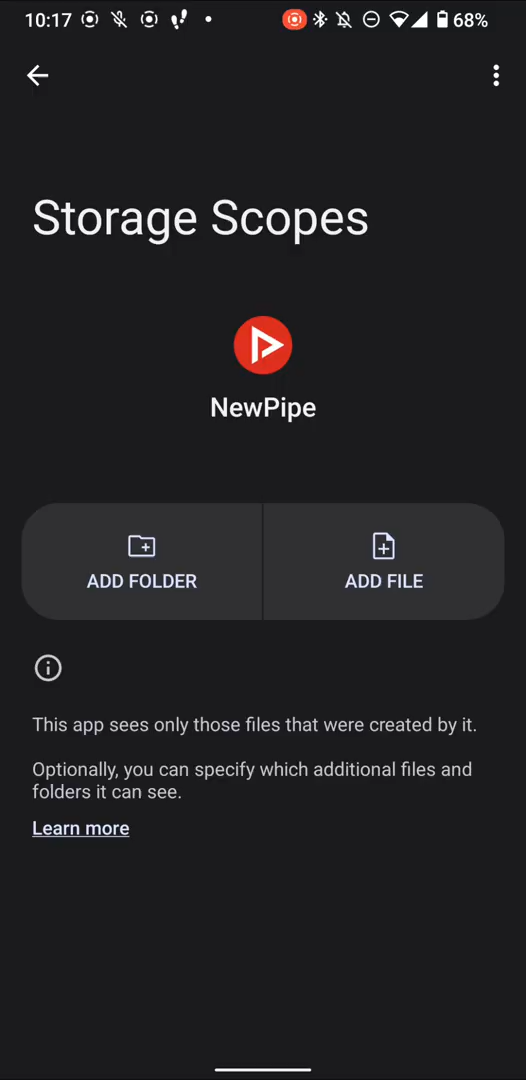 10:17
68%
Storage Scopes
NewPipe
ADD FOLDER
ADD FILE
This app sees only those files that were created by it.
Optionally, you can specify which additional files and
folders it can see.
Learn more